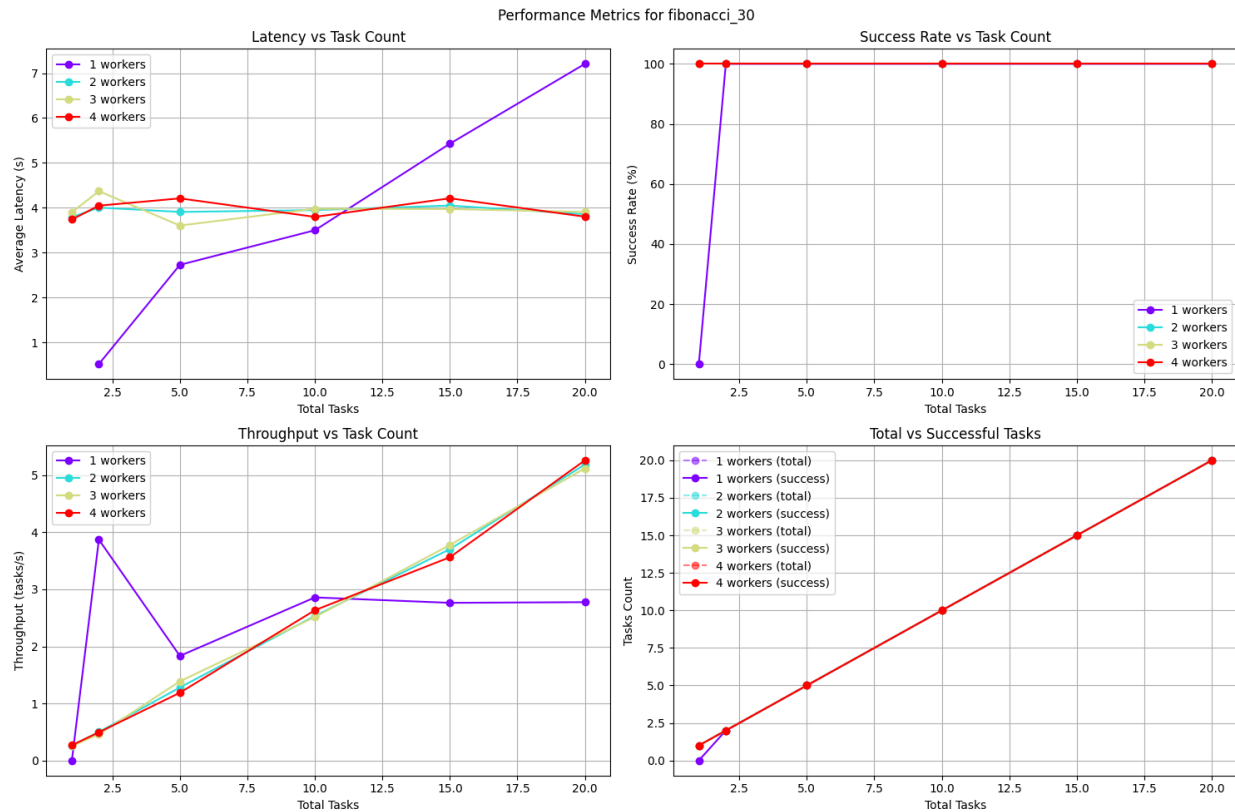 Performance Metrics for fibonacci_30
Latency vs Task Count
1 workers
2 workers
3 workers
4 workers
7
6
5
4
3
2
1
Average Latency (s)
2.5 5.0 7.5 10.0 12.5 15.0 17.5 20.0
Total Tasks
Success Rate vs Task Count
100
80
60
40
20
0
Success Rate (%)
1 workers
2 workers
3 workers
4 workers
2.5 5.0 7.5 10.0 12.5 15.0 17.5 20.0
Total Tasks
Throughput vs Task Count
1 workers
2 workers
3 workers
4 workers
5
4
3
2
1
0
Throughput (tasks/s)
2.5 5.0 7.5 10.0 12.5 15.0 17.5 20.0
Total Tasks
Total vs Successful Tasks
1 workers (total)
1 workers (success)
2 workers (total)
2 workers (success)
3 workers (total)
3 workers (success)
4 workers (total)
4 workers (success)
20.0
17.5
15.0
12.5
10.0
7.5
5.0
2.5
0.0
Tasks Count
2.5 5.0 7.5 10.0 12.5 15.0 17.5 20.0
Total Tasks